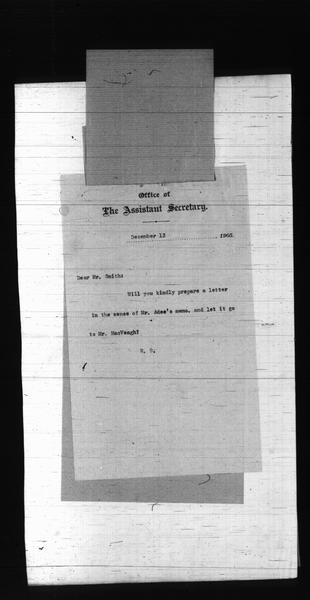 Office of
The Assistant Secretary.
December 13, 1905.
Dear Mr. Smith:
Will you kindly prepare a letter
in the sense of Mr. Adee's memo, and let it go
to Mr. MacVeagh?